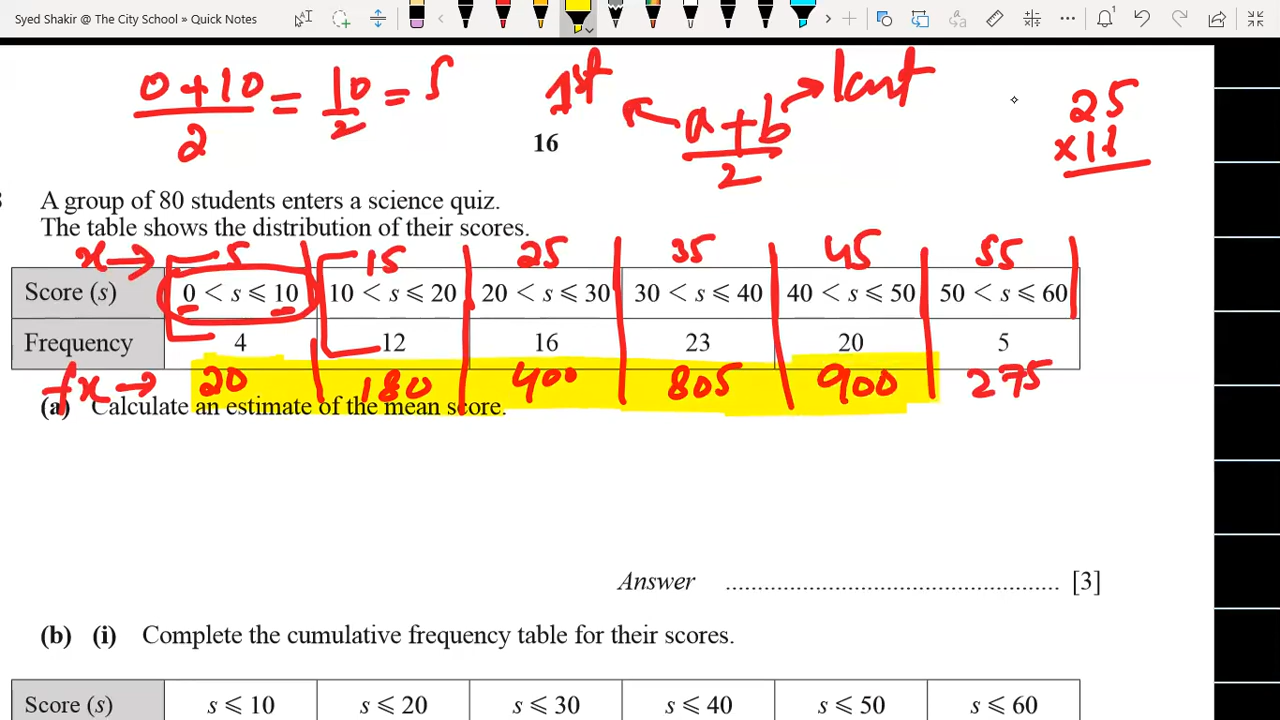 Syed Shakir @ The City School » Quick Notes
0+10/2 = 10/2 = 5
1st
a+b/2
last
25
×11
16
A group of 80 students enters a science quiz.
The table shows the distribution of their scores.
x → 5 15 25 35 45 55
Score (s) 0 < s ⩽ 10 10 < s ⩽ 20 20 < s ⩽ 30 30 < s ⩽ 40 40 < s ⩽ 50 50 < s ⩽ 60
Frequency 4 12 16 23 20 5
fx → 20 180 400 805 900 275
(a) Calculate an estimate of the mean score.
Answer ................................................ [3]
(b) (i) Complete the cumulative frequency table for their scores.
Score (s) s ⩽ 10 s ⩽ 20 s ⩽ 30 s ⩽ 40 s ⩽ 50 s ⩽ 60